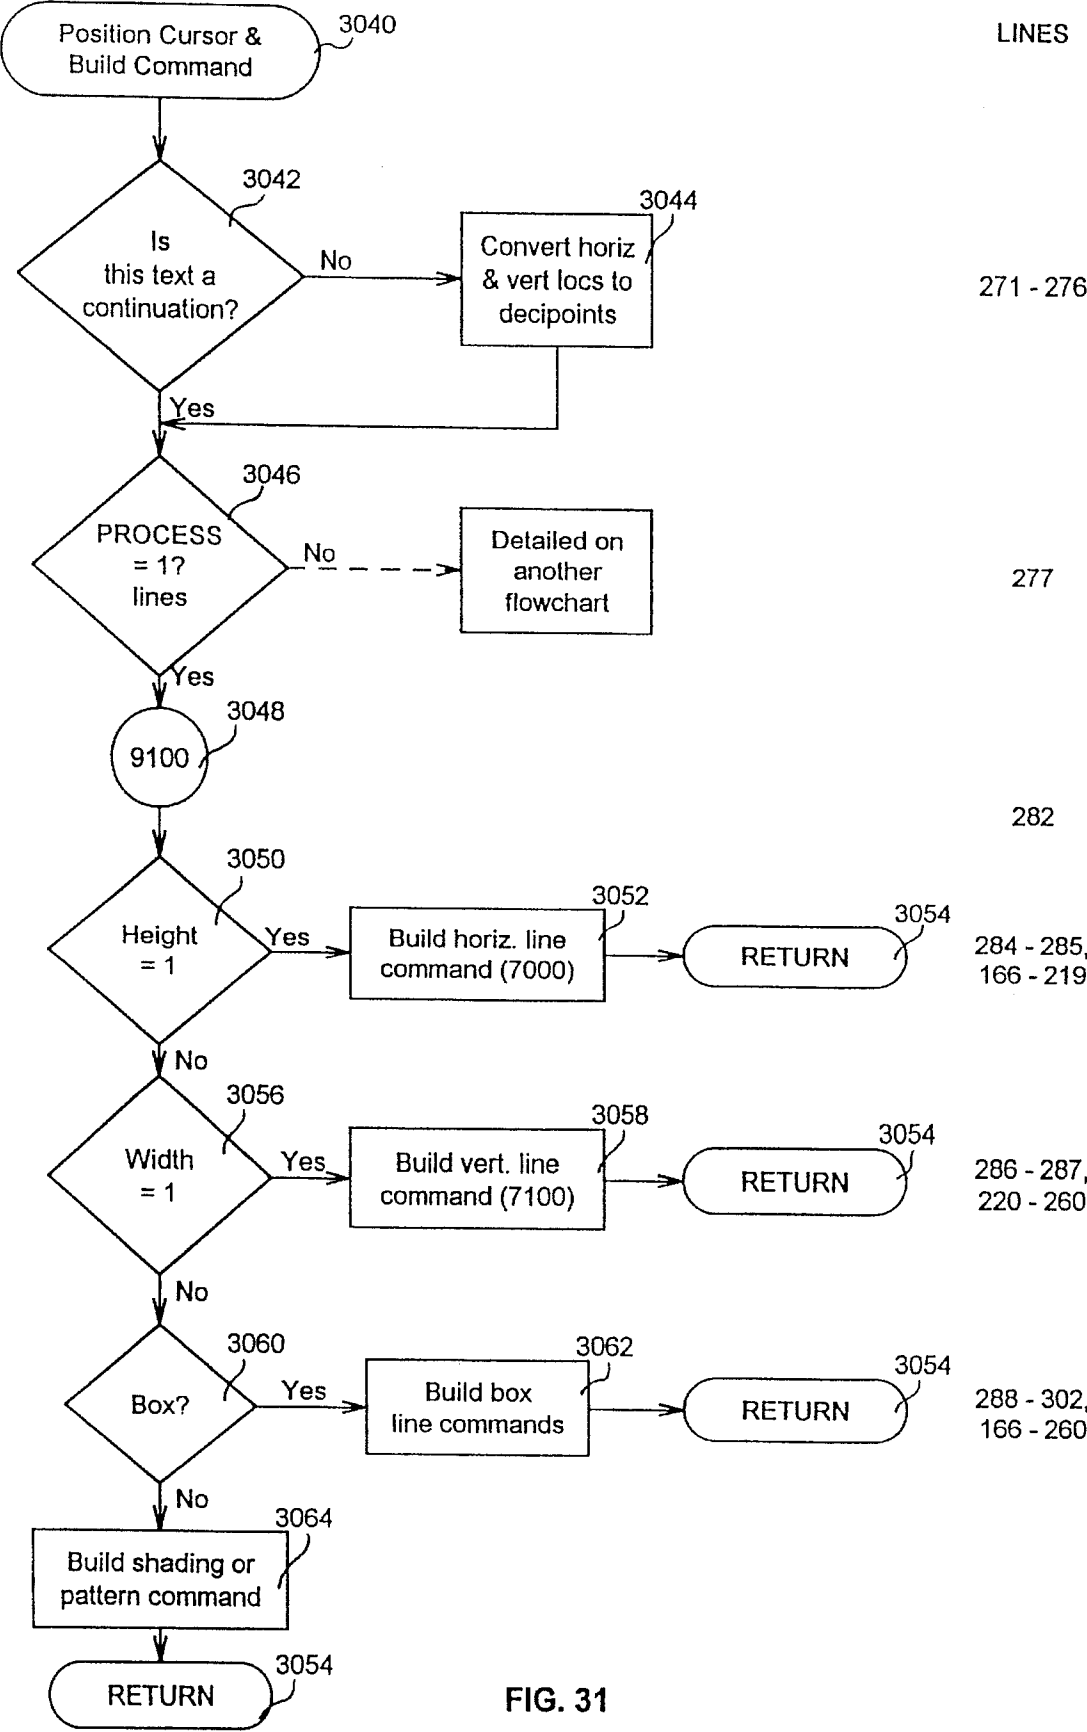 Position Cursor &
Build Command
3040
LINES
3042
Is
this text a
continuation?
No
3044
Convert horiz
& vert locs to
decipoints
271 - 276
Yes
3046
PROCESS
= 1?
lines
No
Detailed on
another
flowchart
277
Yes
3048
9100
282
3050
Height
= 1
Yes
3052
Build horiz. line
command (7000)
3054
RETURN
284 - 285,
166 - 219
No
3056
Width
= 1
Yes
3058
Build vert. line
command (7100)
3054
RETURN
286 - 287,
220 - 260
No
3060
Box?
Yes
3062
Build box
line commands
3054
RETURN
288 - 302,
166 - 260
No
3064
Build shading or
pattern command
3054
RETURN
FIG. 31